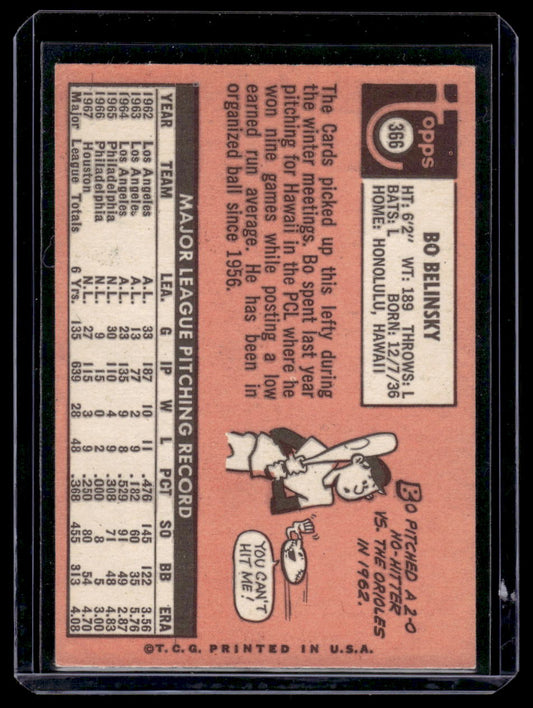 Topps
366
BO BELINSKY
HT: 6'2" WT: 189 THROWS: L
BATS: L BORN: 12/7/36
HOME: HONOLULU, HAWAII
The Cards picked up this lefty during
the winter meetings. Bo spent last year
pitching for Hawaii in the PCL where he
won nine games while posting a low
earned run average. He has been in
organized ball since 1956.
BO PITCHED A 2-0
NO-HITTER
VS. THE ORIOLES
IN 1962.
YOU CAN'T
HIT ME!
MAJOR LEAGUE PITCHING RECORD
YEAR TEAM LEA. G IP W L PCT SO BB ERA
1962 Los Angeles A.L. 33 187 10 11 .476 145 122 3.56
1963 Los Angeles A.L. 13 77 2 9 .182 60 35 5.76
1964 Los Angeles A.L. 23 135 9 8 .529 91 49 2.87
1965 Philadelphia N.L. 30 110 4 9 .308 71 48 4.83
1966 Philadelphia N.L. 9 15 0 2 .000 8 5 3.00
1967 Houston N.L. 27 115 3 9 .250 80 54 4.70
Major League Totals 6 Yrs. 135 639 28 48 .368 455 313 4.08
©T.C.G. PRINTED IN U.S.A.